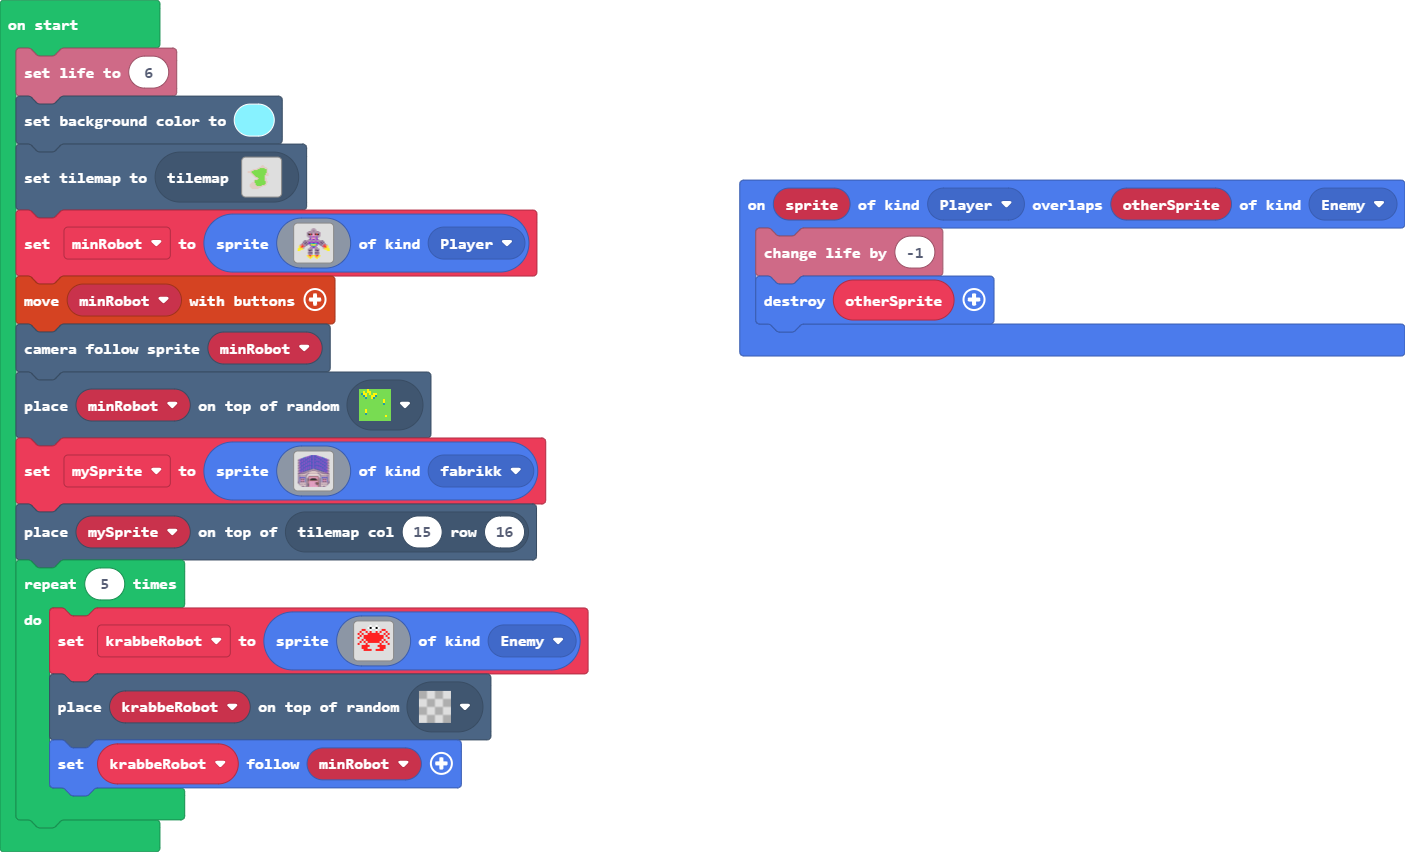 on start
set life to 6
set background color to
set tilemap to tilemap
set minRobot to sprite of kind Player
move minRobot with buttons
camera follow sprite minRobot
place minRobot on top of random
set mySprite to sprite of kind fabrikk
place mySprite on top of tilemap col 15 row 16
repeat 5 times
do
set krabbeRobot to sprite of kind Enemy
place krabbeRobot on top of random
set krabbeRobot follow minRobot
on sprite of kind Player overlaps otherSprite of kind Enemy
change life by -1
destroy otherSprite